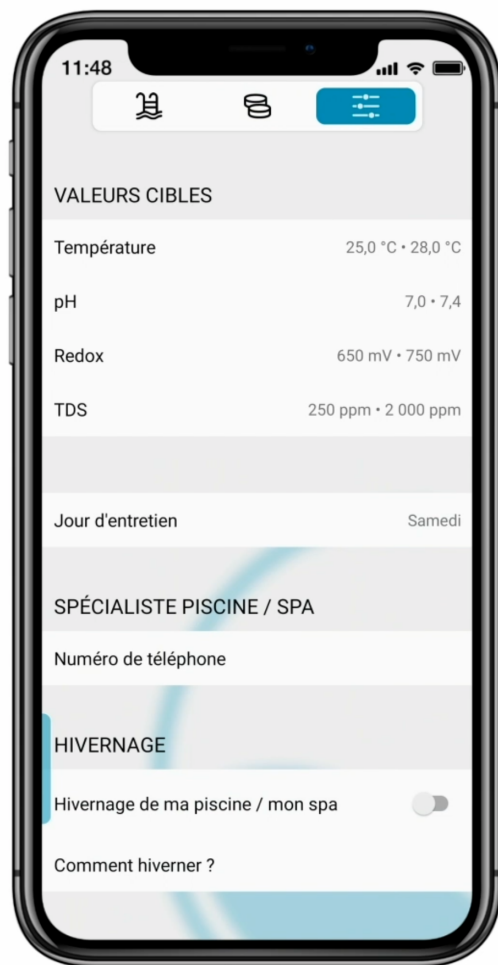 11:48
VALEURS CIBLES
Température 25,0 °C • 28,0 °C
pH 7,0 • 7,4
Redox 650 mV • 750 mV
TDS 250 ppm • 2 000 ppm
Jour d'entretien Samedi
SPÉCIALISTE PISCINE / SPA
Numéro de téléphone
HIVERNAGE
Hivernage de ma piscine / mon spa
Comment hiverner ?